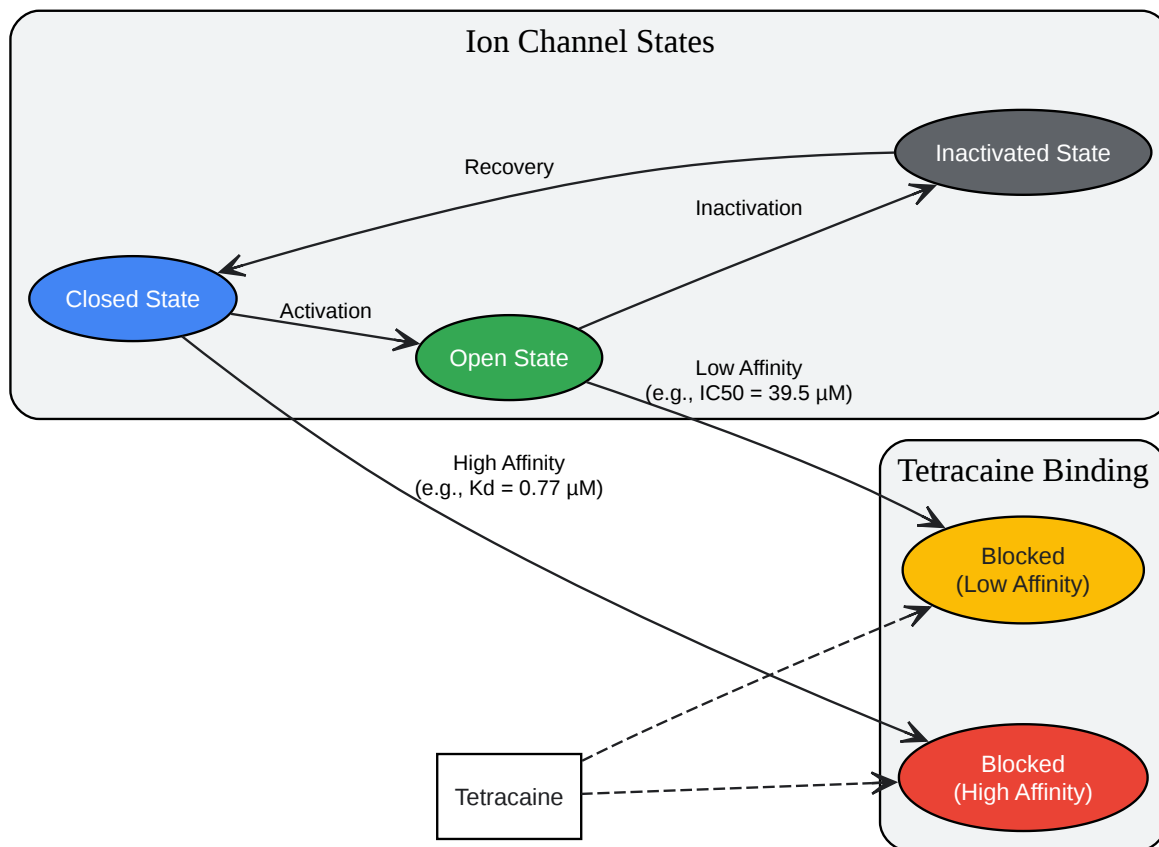 Ion Channel States
Inactivated State
Recovery
Inactivation
Closed State
Activation
Open State
Low Affinity
(e.g., IC50 = 39.5 µM)
High Affinity
(e.g., Kd = 0.77 µM)
Tetracaine Binding
Blocked
(Low Affinity)
Blocked
(High Affinity)
Tetracaine